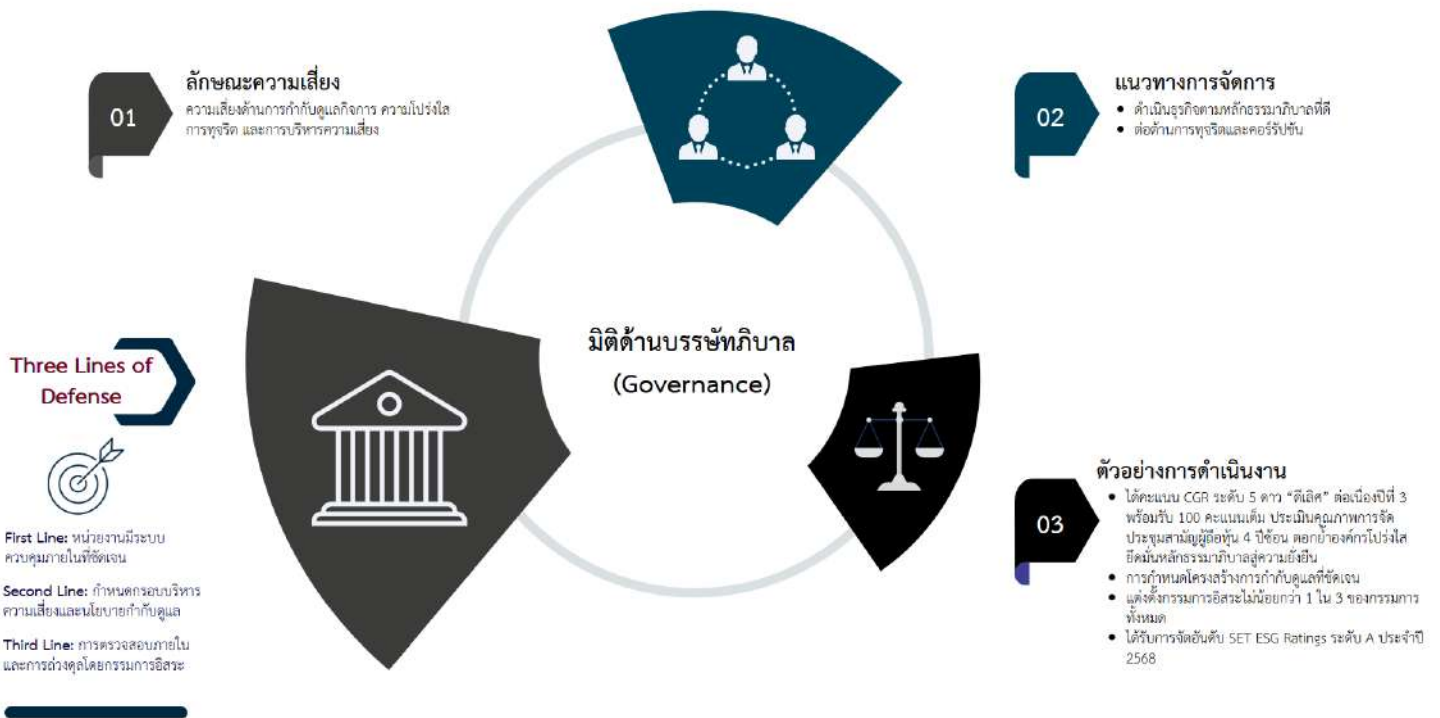 01
ลักษณะความเสี่ยง
ความเสี่ยงด้านการกำกับดูแลกิจการ ความโปร่งใส
การทุจริต และการบริหารความเสี่ยง
02
แนวทางการจัดการ
• ดำเนินธุรกิจตามหลักธรรมาภิบาลที่ดี
• ต่อต้านการทุจริตและคอร์รัปชัน
มิติด้านบรรษัทภิบาล
(Governance)
Three Lines of
Defense
First Line: หน่วยงานมีระบบ
ควบคุมภายในที่ชัดเจน
Second Line: กำหนดกรอบบริหาร
ความเสี่ยงและนโยบายกำกับดูแล
Third Line: การตรวจสอบภายใน
และการถ่วงดุลโดยกรรมการอิสระ
03
ตัวอย่างการดำเนินงาน
• ได้คะแนน CGR ระดับ 5 ดาว “ดีเลิศ” ต่อเนื่องปีที่ 3
พร้อมรับ 100 คะแนนเต็ม ประเมินคุณภาพการจัด
ประชุมสามัญผู้ถือหุ้น 4 ปีซ้อน ตอกย้ำองค์กรโปร่งใส
ยึดมั่นหลักธรรมาภิบาลสู่ความยั่งยืน
• การกำหนดโครงสร้างการกำกับดูแลที่ชัดเจน
• แต่งตั้งกรรมการอิสระไม่น้อยกว่า 1 ใน 3 ของกรรมการ
ทั้งหมด
• ได้รับการจัดอันดับ SET ESG Ratings ระดับ A ประจำปี
2568